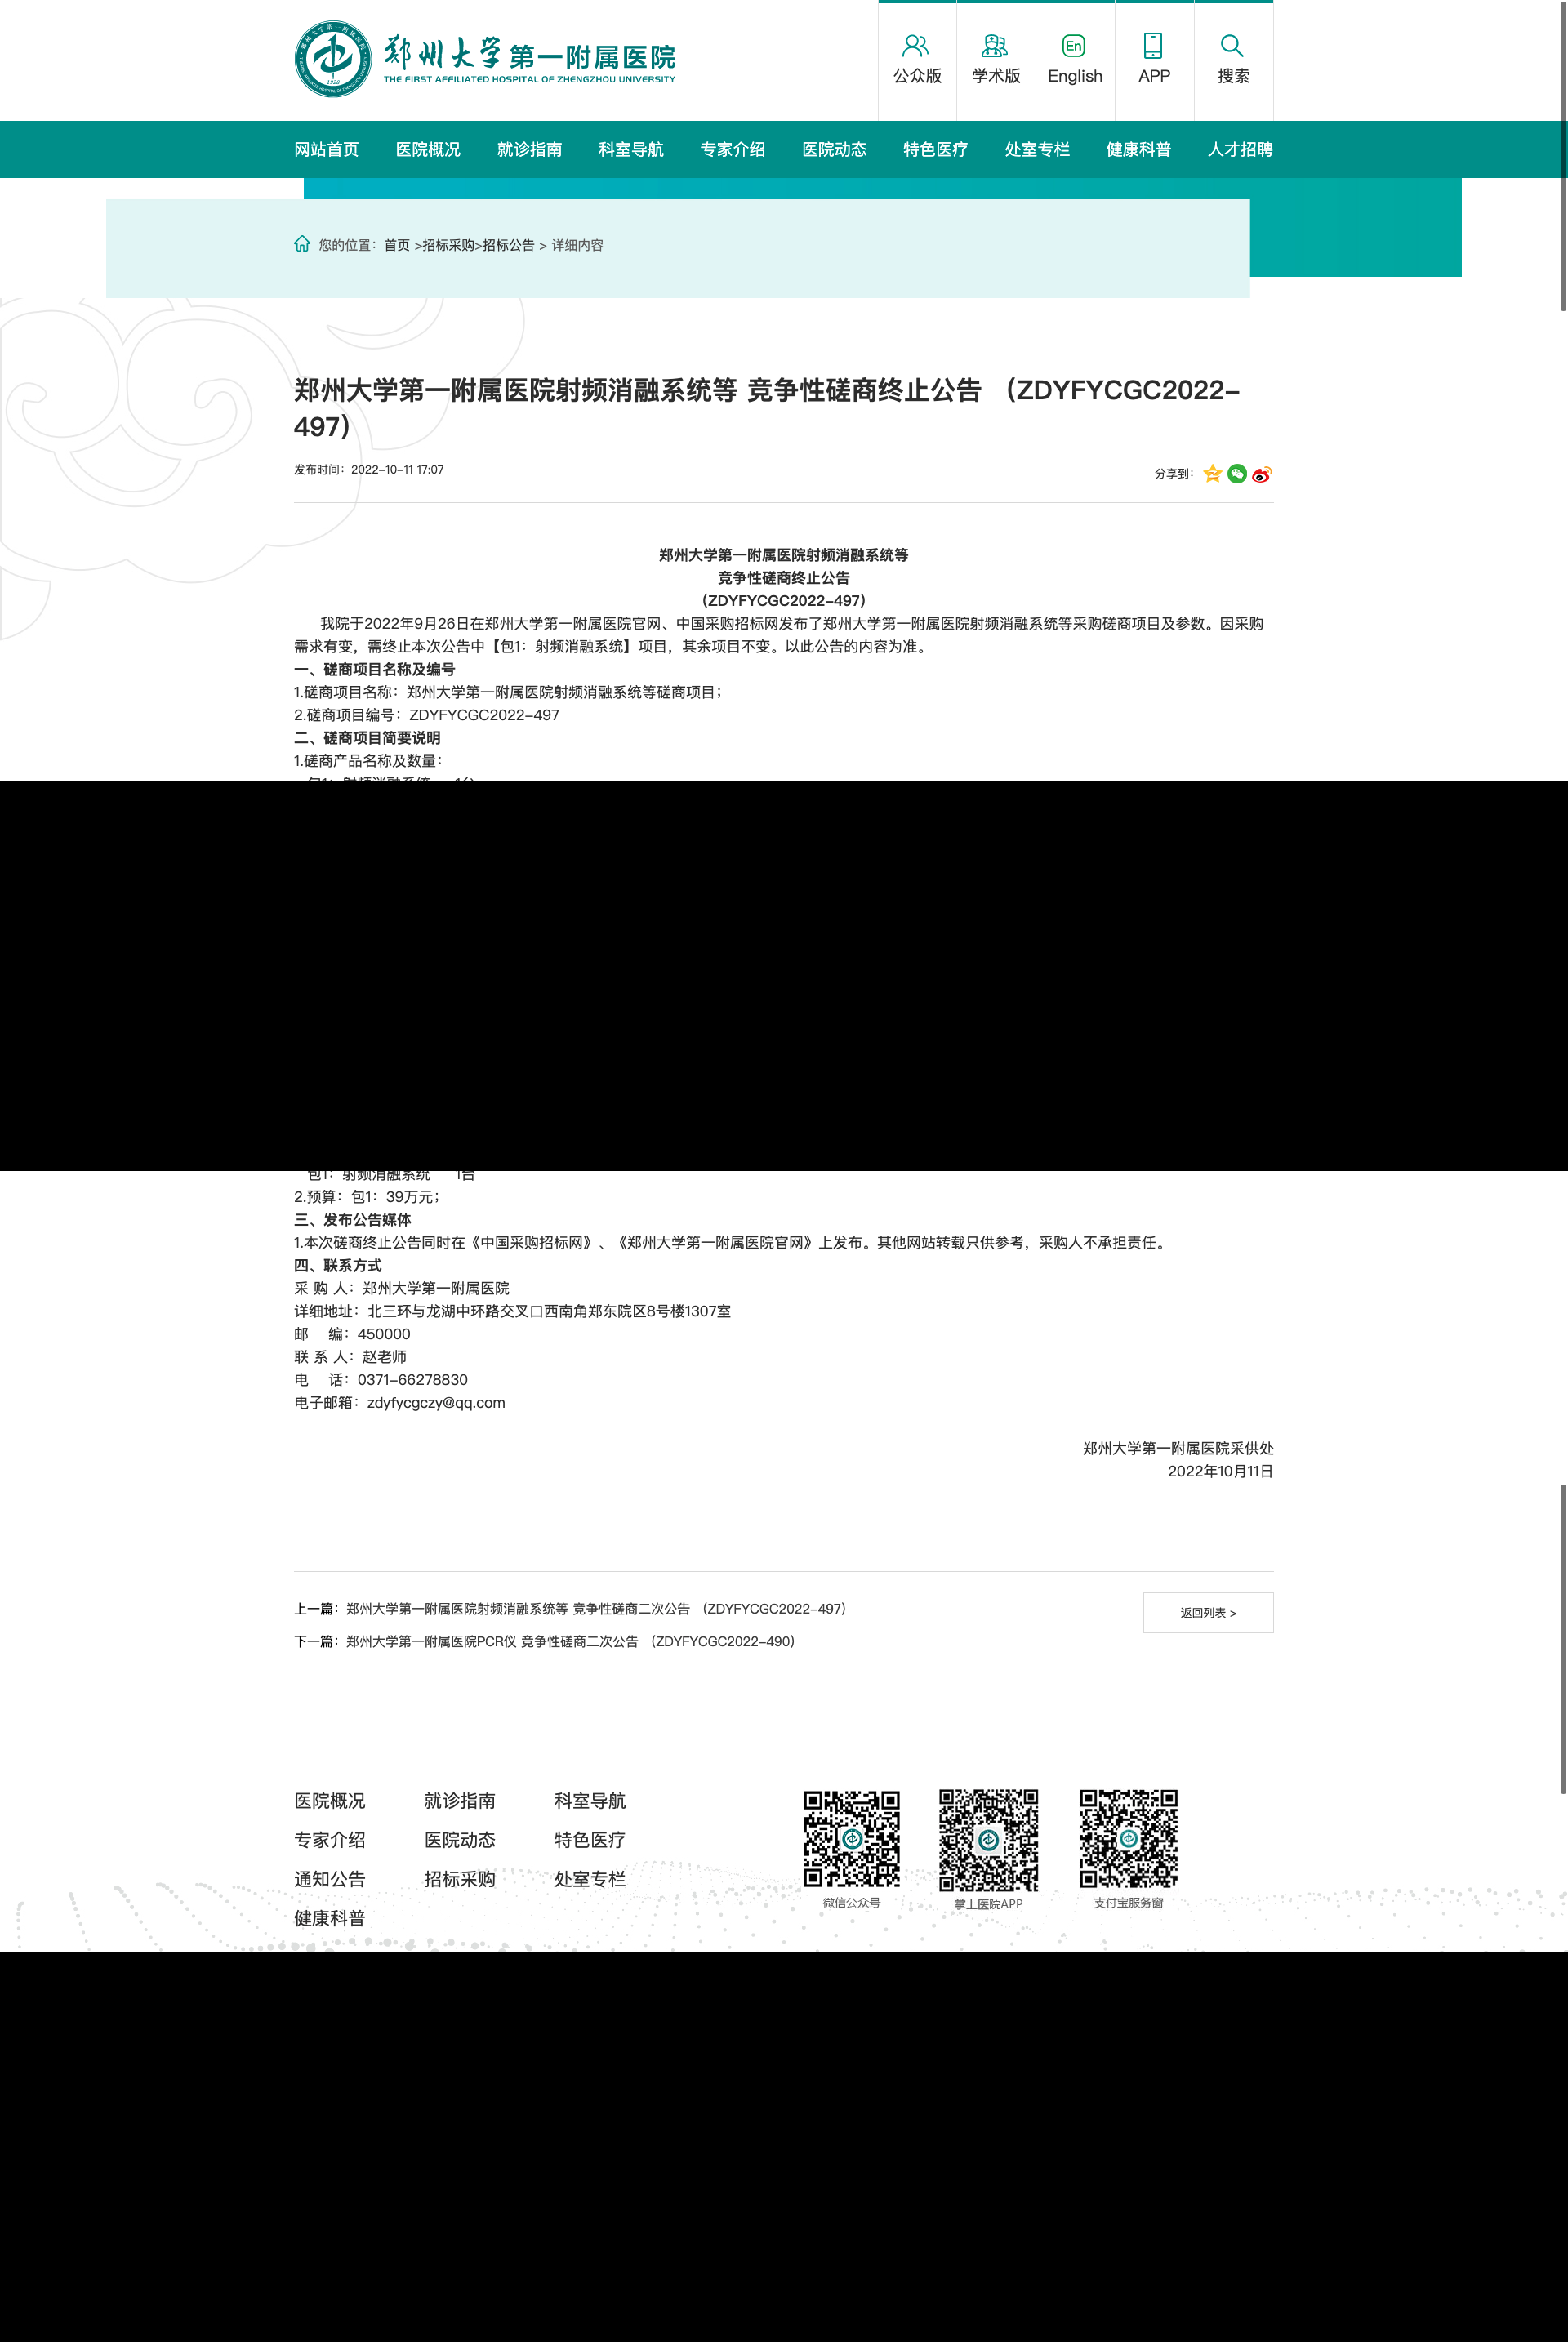 郑州大学第一附属医院
THE FIRST AFFILIATED HOSPITAL OF ZHENGZHOU UNIVERSITY
公众版
学术版
En
English
APP
搜索
网站首页 医院概况 就诊指南 科室导航 专家介绍 医院动态 特色医疗 处室专栏 健康科普 人才招聘
您的位置：首页 >招标采购>招标公告 > 详细内容
郑州大学第一附属医院射频消融系统等 竞争性磋商终止公告 （ZDYFYCGC2022-
497）
发布时间：2022-10-11 17:07
分享到：
郑州大学第一附属医院射频消融系统等
竞争性磋商终止公告
（ZDYFYCGC2022-497）
我院于2022年9月26日在郑州大学第一附属医院官网、中国采购招标网发布了郑州大学第一附属医院射频消融系统等采购磋商项目及参数。因采购
需求有变，需终止本次公告中【包1：射频消融系统】项目，其余项目不变。以此公告的内容为准。
一、磋商项目名称及编号
1.磋商项目名称：郑州大学第一附属医院射频消融系统等磋商项目；
2.磋商项目编号：ZDYFYCGC2022-497
二、磋商项目简要说明
1.磋商产品名称及数量：
包1：射频消融系统 1台
包1：射频消融系统 1台
2.预算：包1：39万元；
三、发布公告媒体
1.本次磋商终止公告同时在《中国采购招标网》、《郑州大学第一附属医院官网》上发布。其他网站转载只供参考，采购人不承担责任。
四、联系方式
采 购 人：郑州大学第一附属医院
详细地址：北三环与龙湖中环路交叉口西南角郑东院区8号楼1307室
邮 编：450000
联 系 人：赵老师
电 话：0371-66278830
电子邮箱：zdyfycgczy@qq.com
郑州大学第一附属医院采供处
2022年10月11日
上一篇：郑州大学第一附属医院射频消融系统等 竞争性磋商二次公告 （ZDYFYCGC2022-497）
返回列表 >
下一篇：郑州大学第一附属医院PCR仪 竞争性磋商二次公告 （ZDYFYCGC2022-490）
医院概况 就诊指南 科室导航
专家介绍 医院动态 特色医疗
通知公告 招标采购 处室专栏
健康科普
微信公众号
掌上医院APP
支付宝服务窗